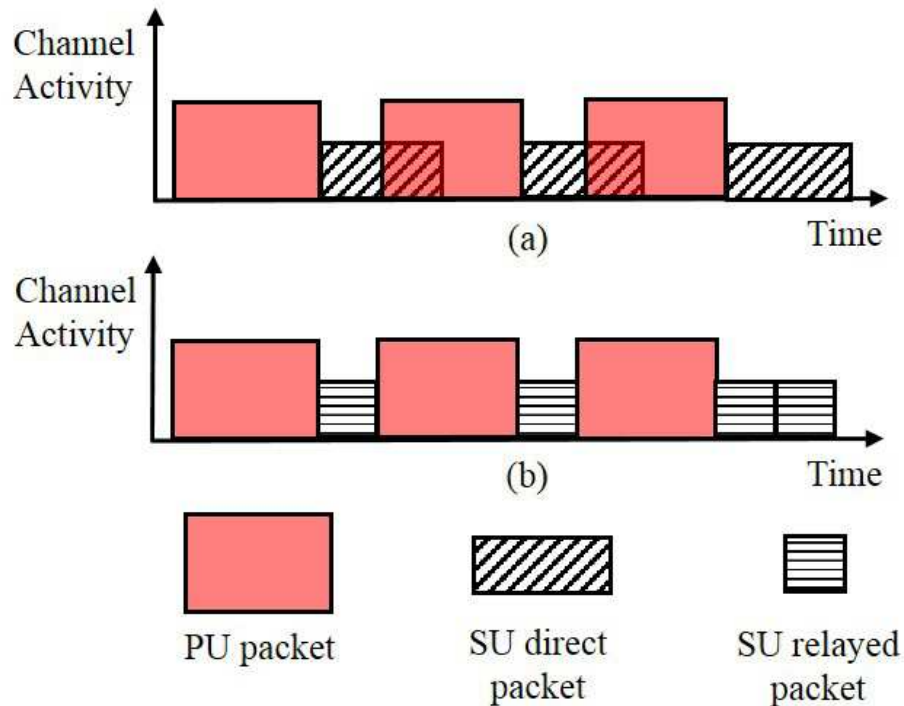 Channel
Activity
(a)
Time
Channel
Activity
(b)
Time
PU packet
SU direct
packet
SU relayed
packet